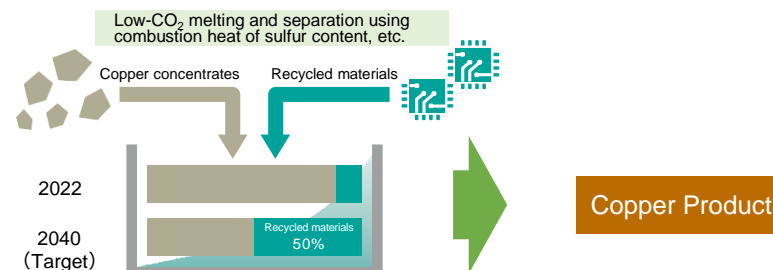 Low-CO₂ melting and separation using
combustion heat of sulfur content, etc.
Copper concentrates
Recycled materials
2022
Recycled materials
50%
2040
（Target）
Copper Product